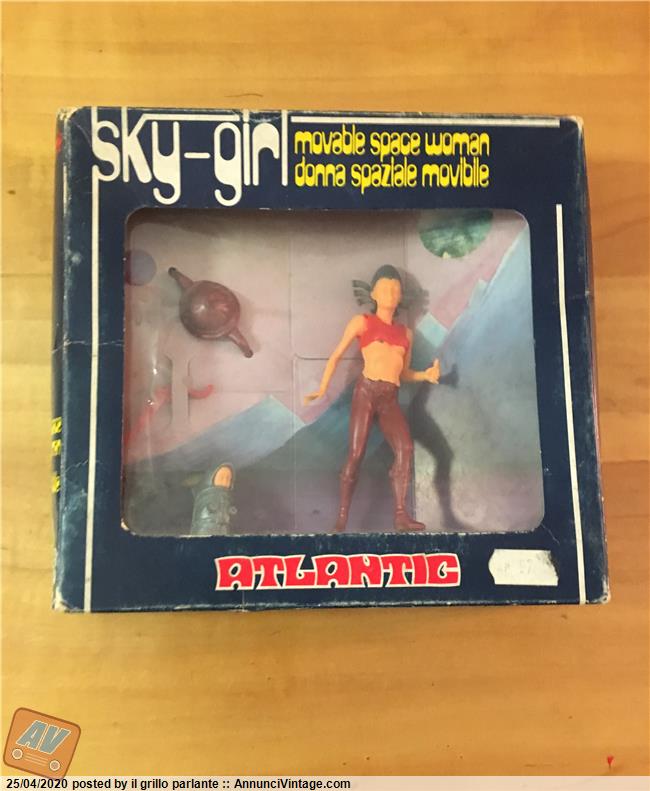 sky-girl
movable space woman
donna spaziale movibile
ATLANTIC
AV
25/04/2020 posted by il grillo parlante :: AnnunciVintage.com